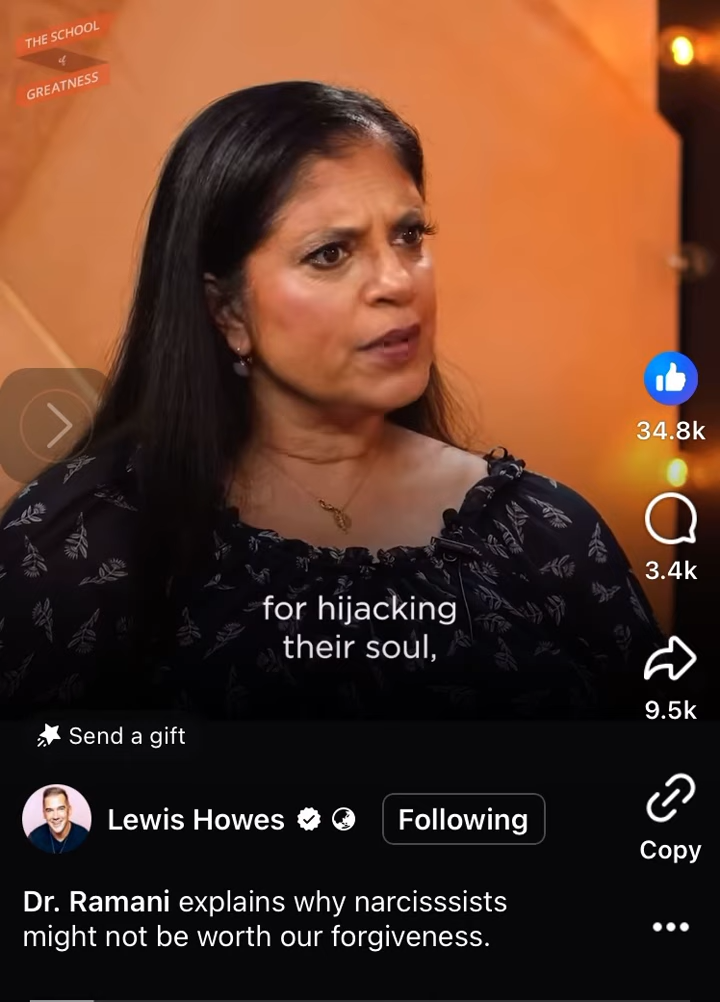 THE SCHOOL
of
GREATNESS
34.8k
3.4k
for hijacking
their soul,
9.5k
Send a gift
Lewis Howes
Following
Copy
Dr. Ramani explains why narcisssists
might not be worth our forgiveness.